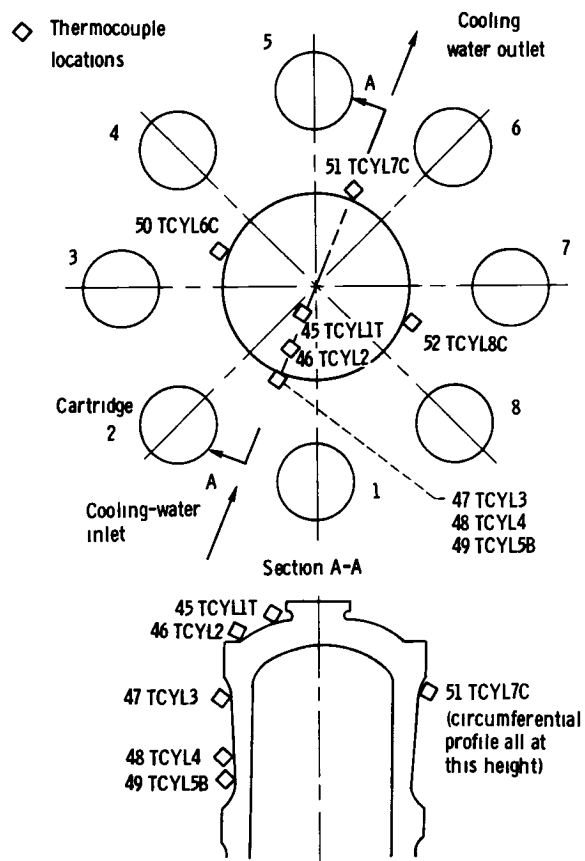 Thermocouple
locations
Cooling
water outlet
5
A
4
6
51 TCYL7C
50 TCYL6C
3
7
45 TCYL1T
46 TCYL2
52 TCYL8C
Cartridge
2
8
A
1
Cooling-water
inlet
47 TCYL3
48 TCYL4
49 TCYL5B
Section A-A
45 TCYL1T
46 TCYL2
47 TCYL3
51 TCYL7C
(circumferential
profile all at
this height)
48 TCYL4
49 TCYL5B